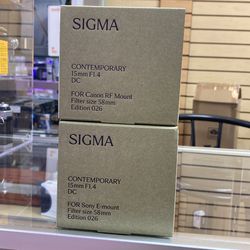 SIGMA
CONTEMPORARY
15mm F1.4
DC
FOR Canon RF Mount
Filter size 58mm
Edition 026
SIGMA
CONTEMPORARY
15mm F1.4
DC
FOR Sony E-mount
Filter size 58mm
Edition 026